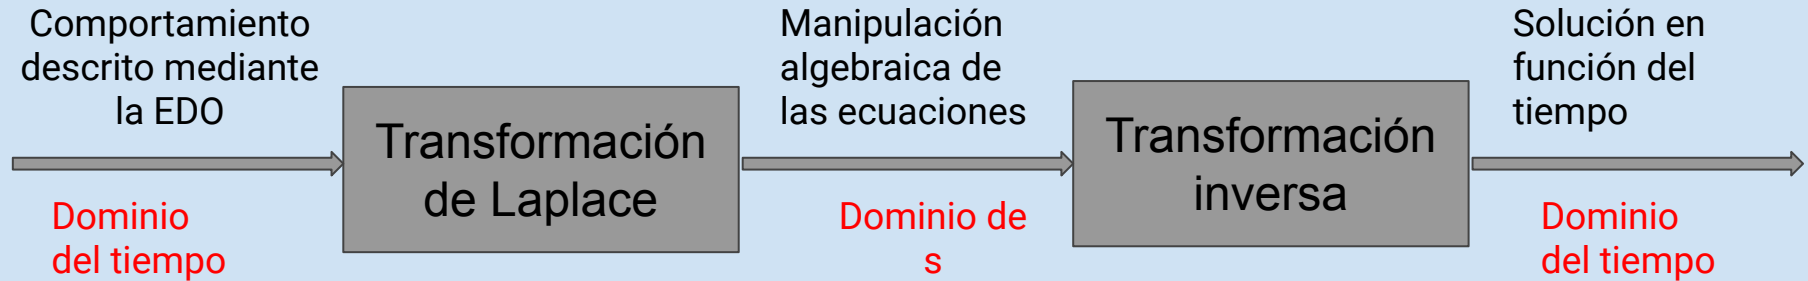 Comportamiento
descrito mediante
la EDO
Dominio
del tiempo
Transformación
de Laplace
Manipulación
algebraica de
las ecuaciones
Dominio de
s
Transformación
inversa
Solución en
función del
tiempo
Dominio
del tiempo